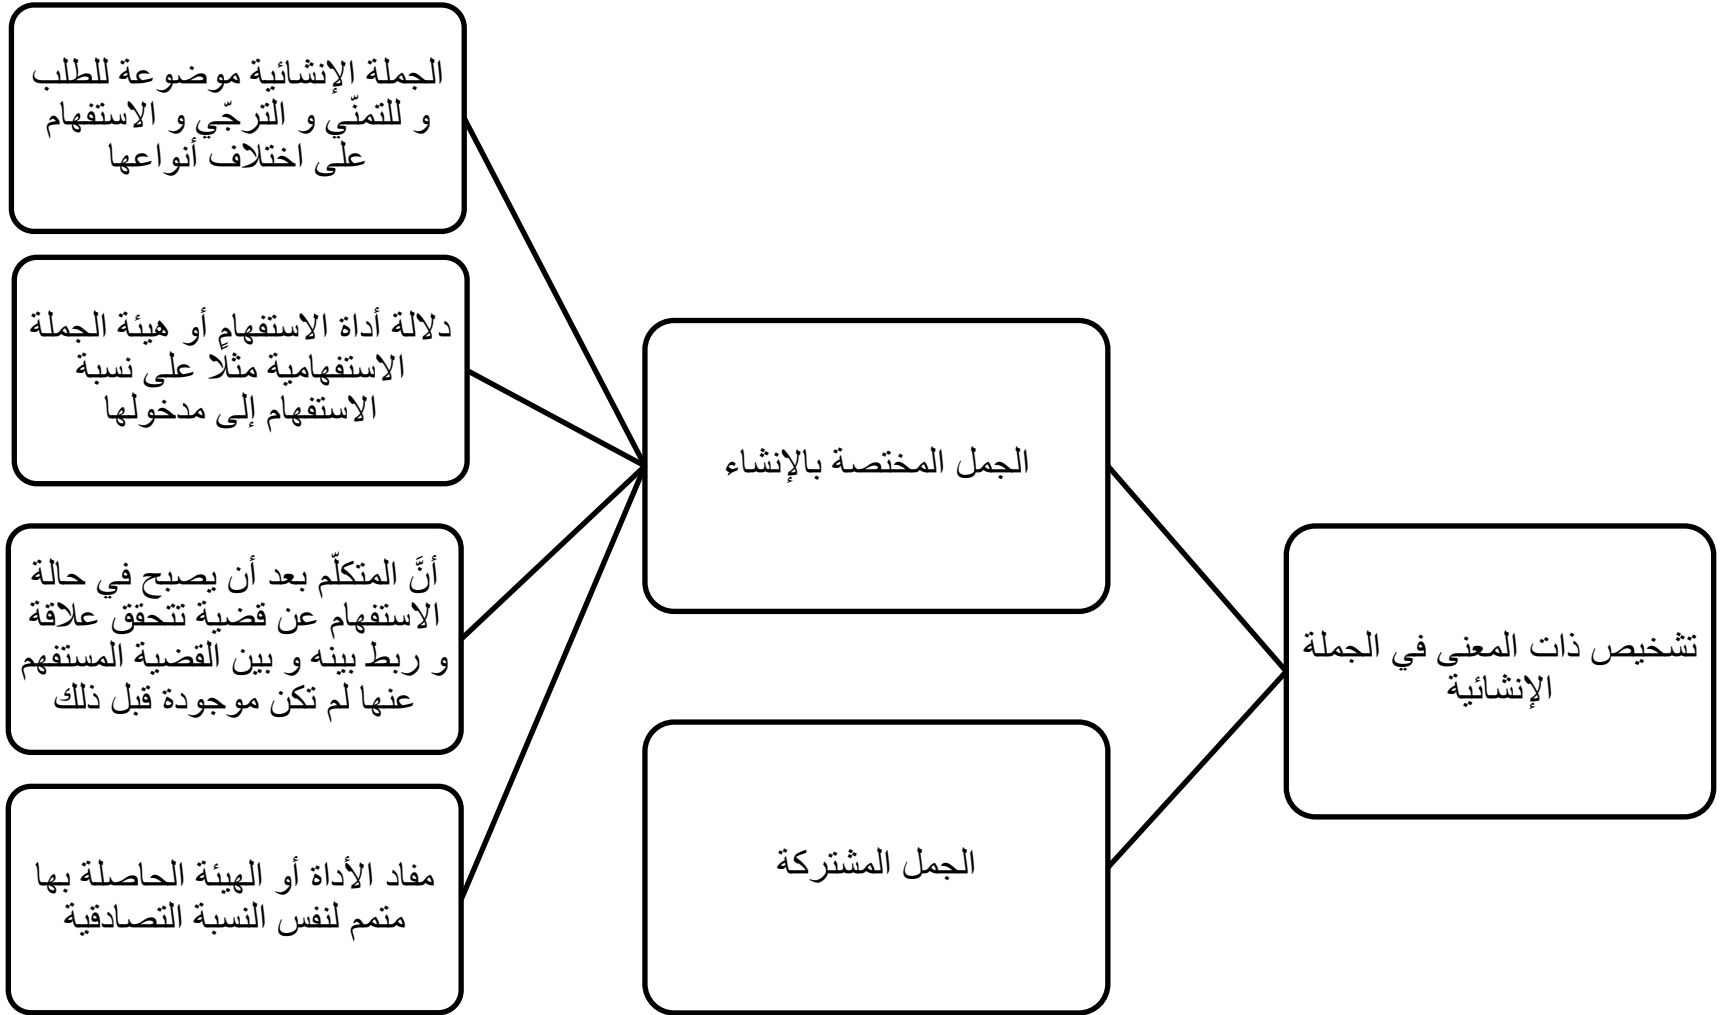 تشخيص ذات المعنى في الجملة
الإنشائية
الجمل المختصة بالإنشاء
الجملة الإنشائية موضوعة للطلب
و للتمنّي و الترجّي و الاستفهام
على اختلاف أنواعها
دلالة أداة الاستفهام أو هيئة الجملة
الاستفهامية مثلًا على نسبة
الاستفهام إلى مدخولها
أنَّ المتكلّم بعد أن يصبح في حالة
الاستفهام عن قضية تتحقق علاقة
و ربط بينه و بين القضية المستفهم
عنها لم تكن موجودة قبل ذلك
مفاد الأداة أو الهيئة الحاصلة بها
متمم لنفس النسبة التصادقية
الجمل المشتركة